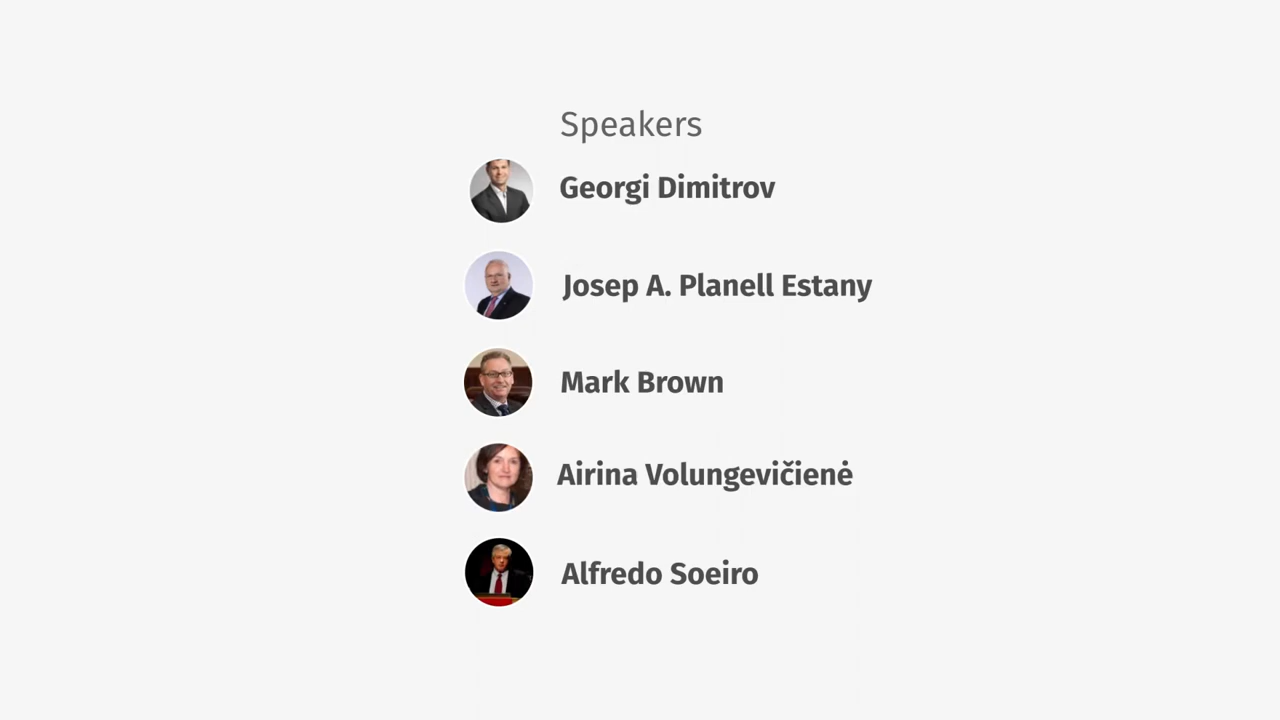 Speakers
Georgi Dimitrov
Josep A. Planell Estany
Mark Brown
Airina Volungevičienė
Alfredo Soeiro